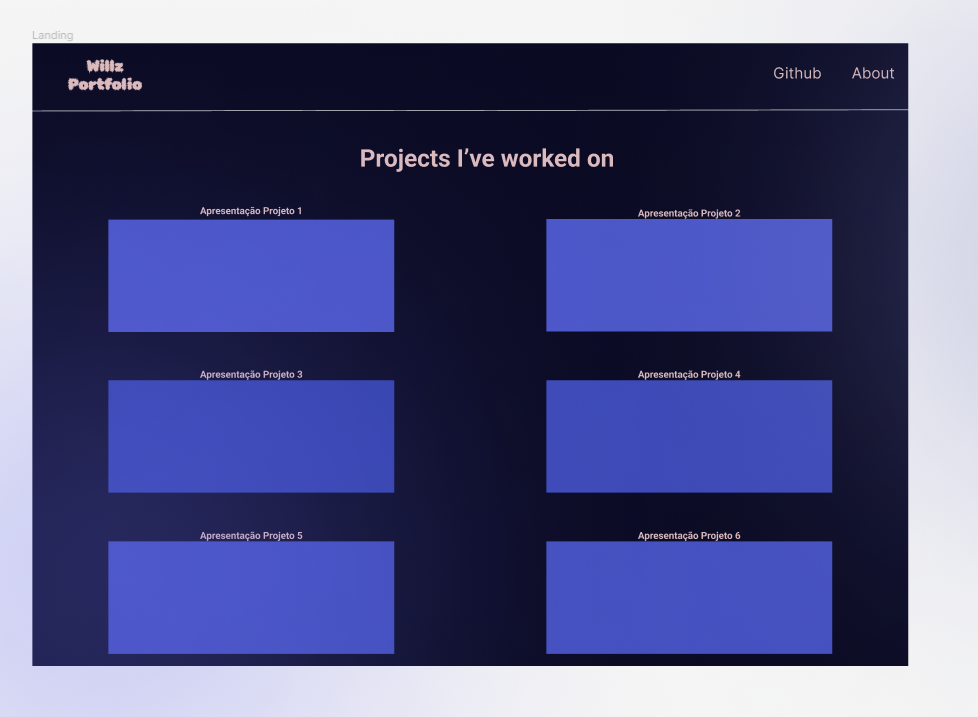 Landing
Willz
Portfolio
Github
About
Projects I’ve worked on
Apresentação Projeto 1
Apresentação Projeto 2
Apresentação Projeto 3
Apresentação Projeto 4
Apresentação Projeto 5
Apresentação Projeto 6